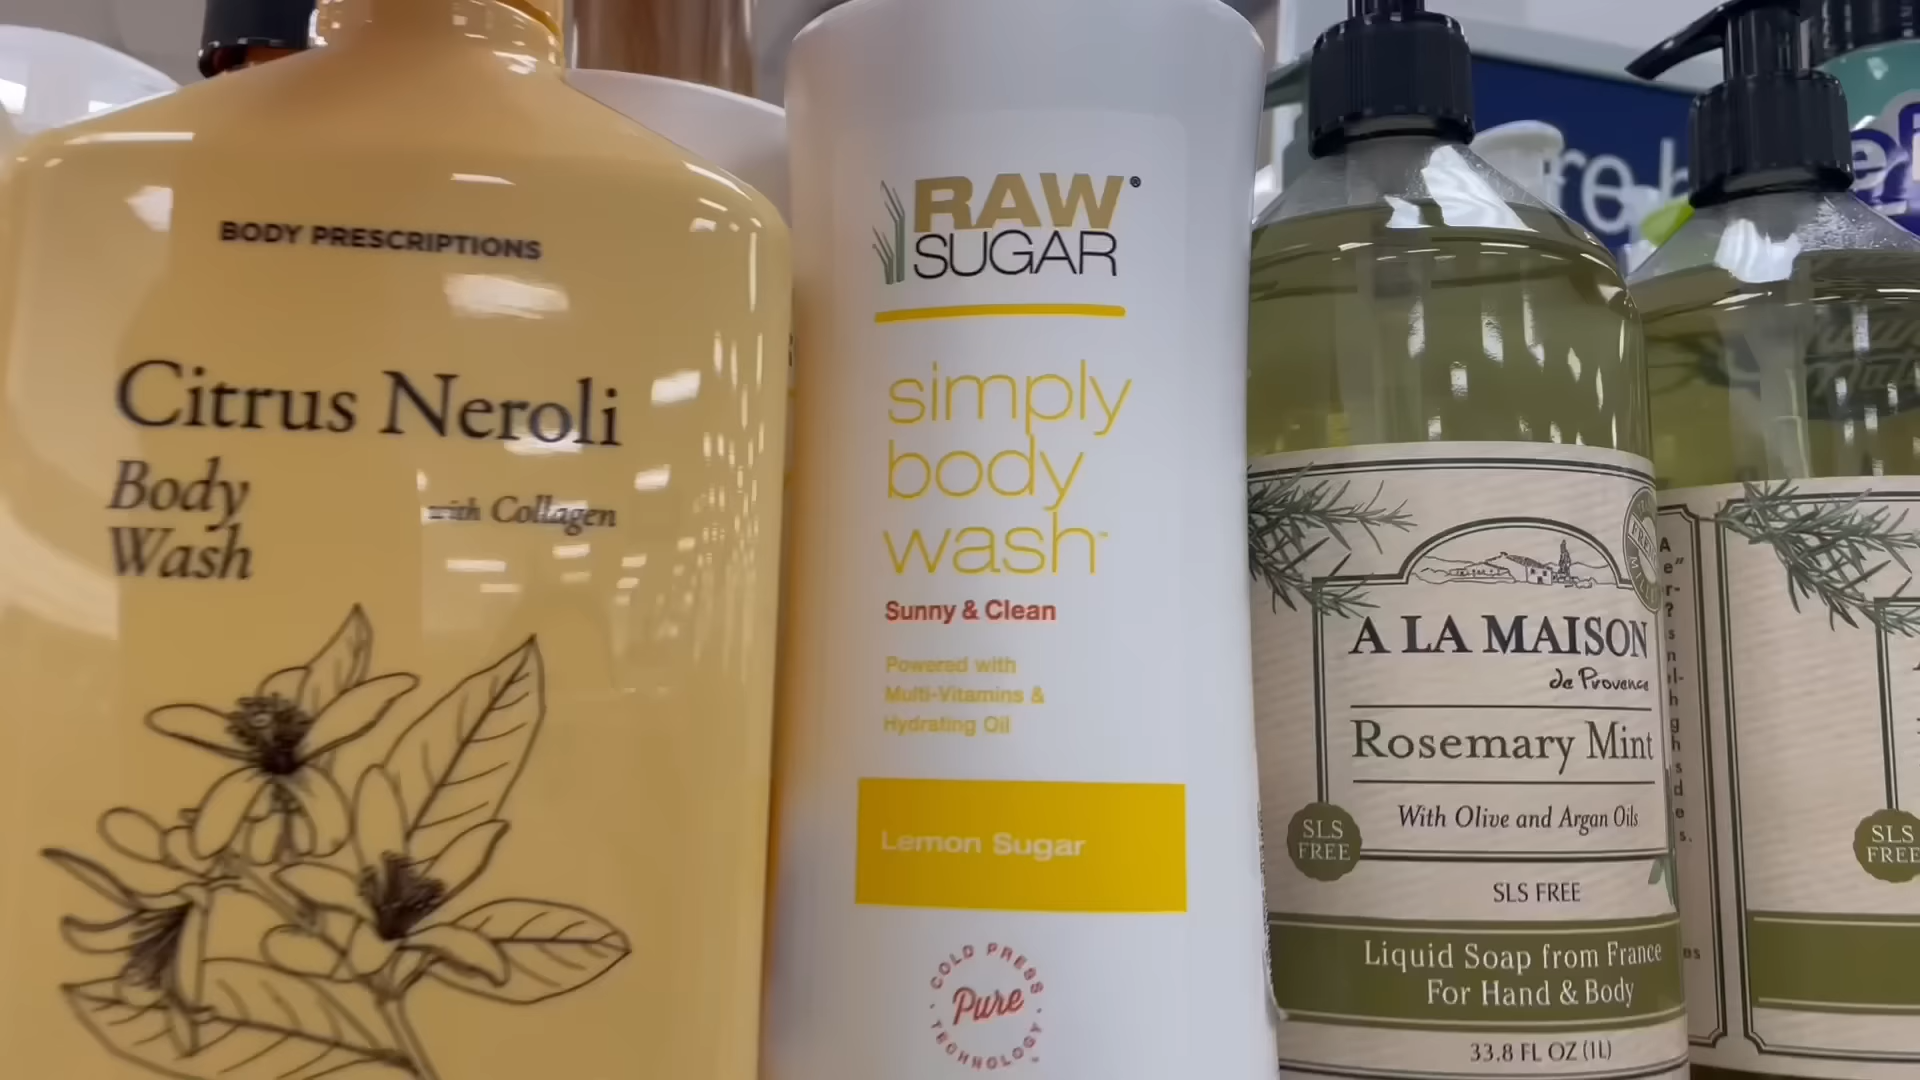 BODY PRESCRIPTIONS
Citrus Neroli
Body
Wash
with Collagen
RAW®
SUGAR
simply
body
wash™
Sunny & Clean
Powered with
Multi-Vitamins &
Hydrating Oil
Lemon Sugar
COLD PRESS
Pure
TECHNOLOGY
A LA MAISON
de Provence
Rosemary Mint
With Olive and Argan Oils
SLS
FREE
SLS FREE
Liquid Soap from France
For Hand & Body
33.8 FL OZ (1L)
SLS
FREE